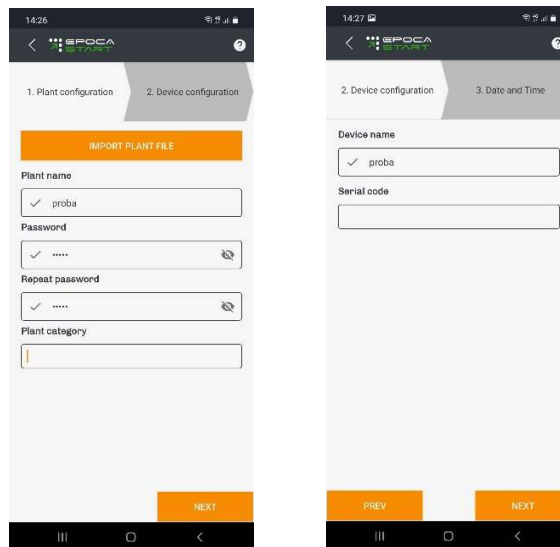 14:26
EPOCA
START
1. Plant configuration
2. Device configuration
IMPORT PLANT FILE
Plant name
proba
Password
•••••
Repeat password
•••••
Plant category
NEXT
14:27
EPOCA
START
2. Device configuration
3. Date and Time
Device name
proba
Serial code
PREV
NEXT